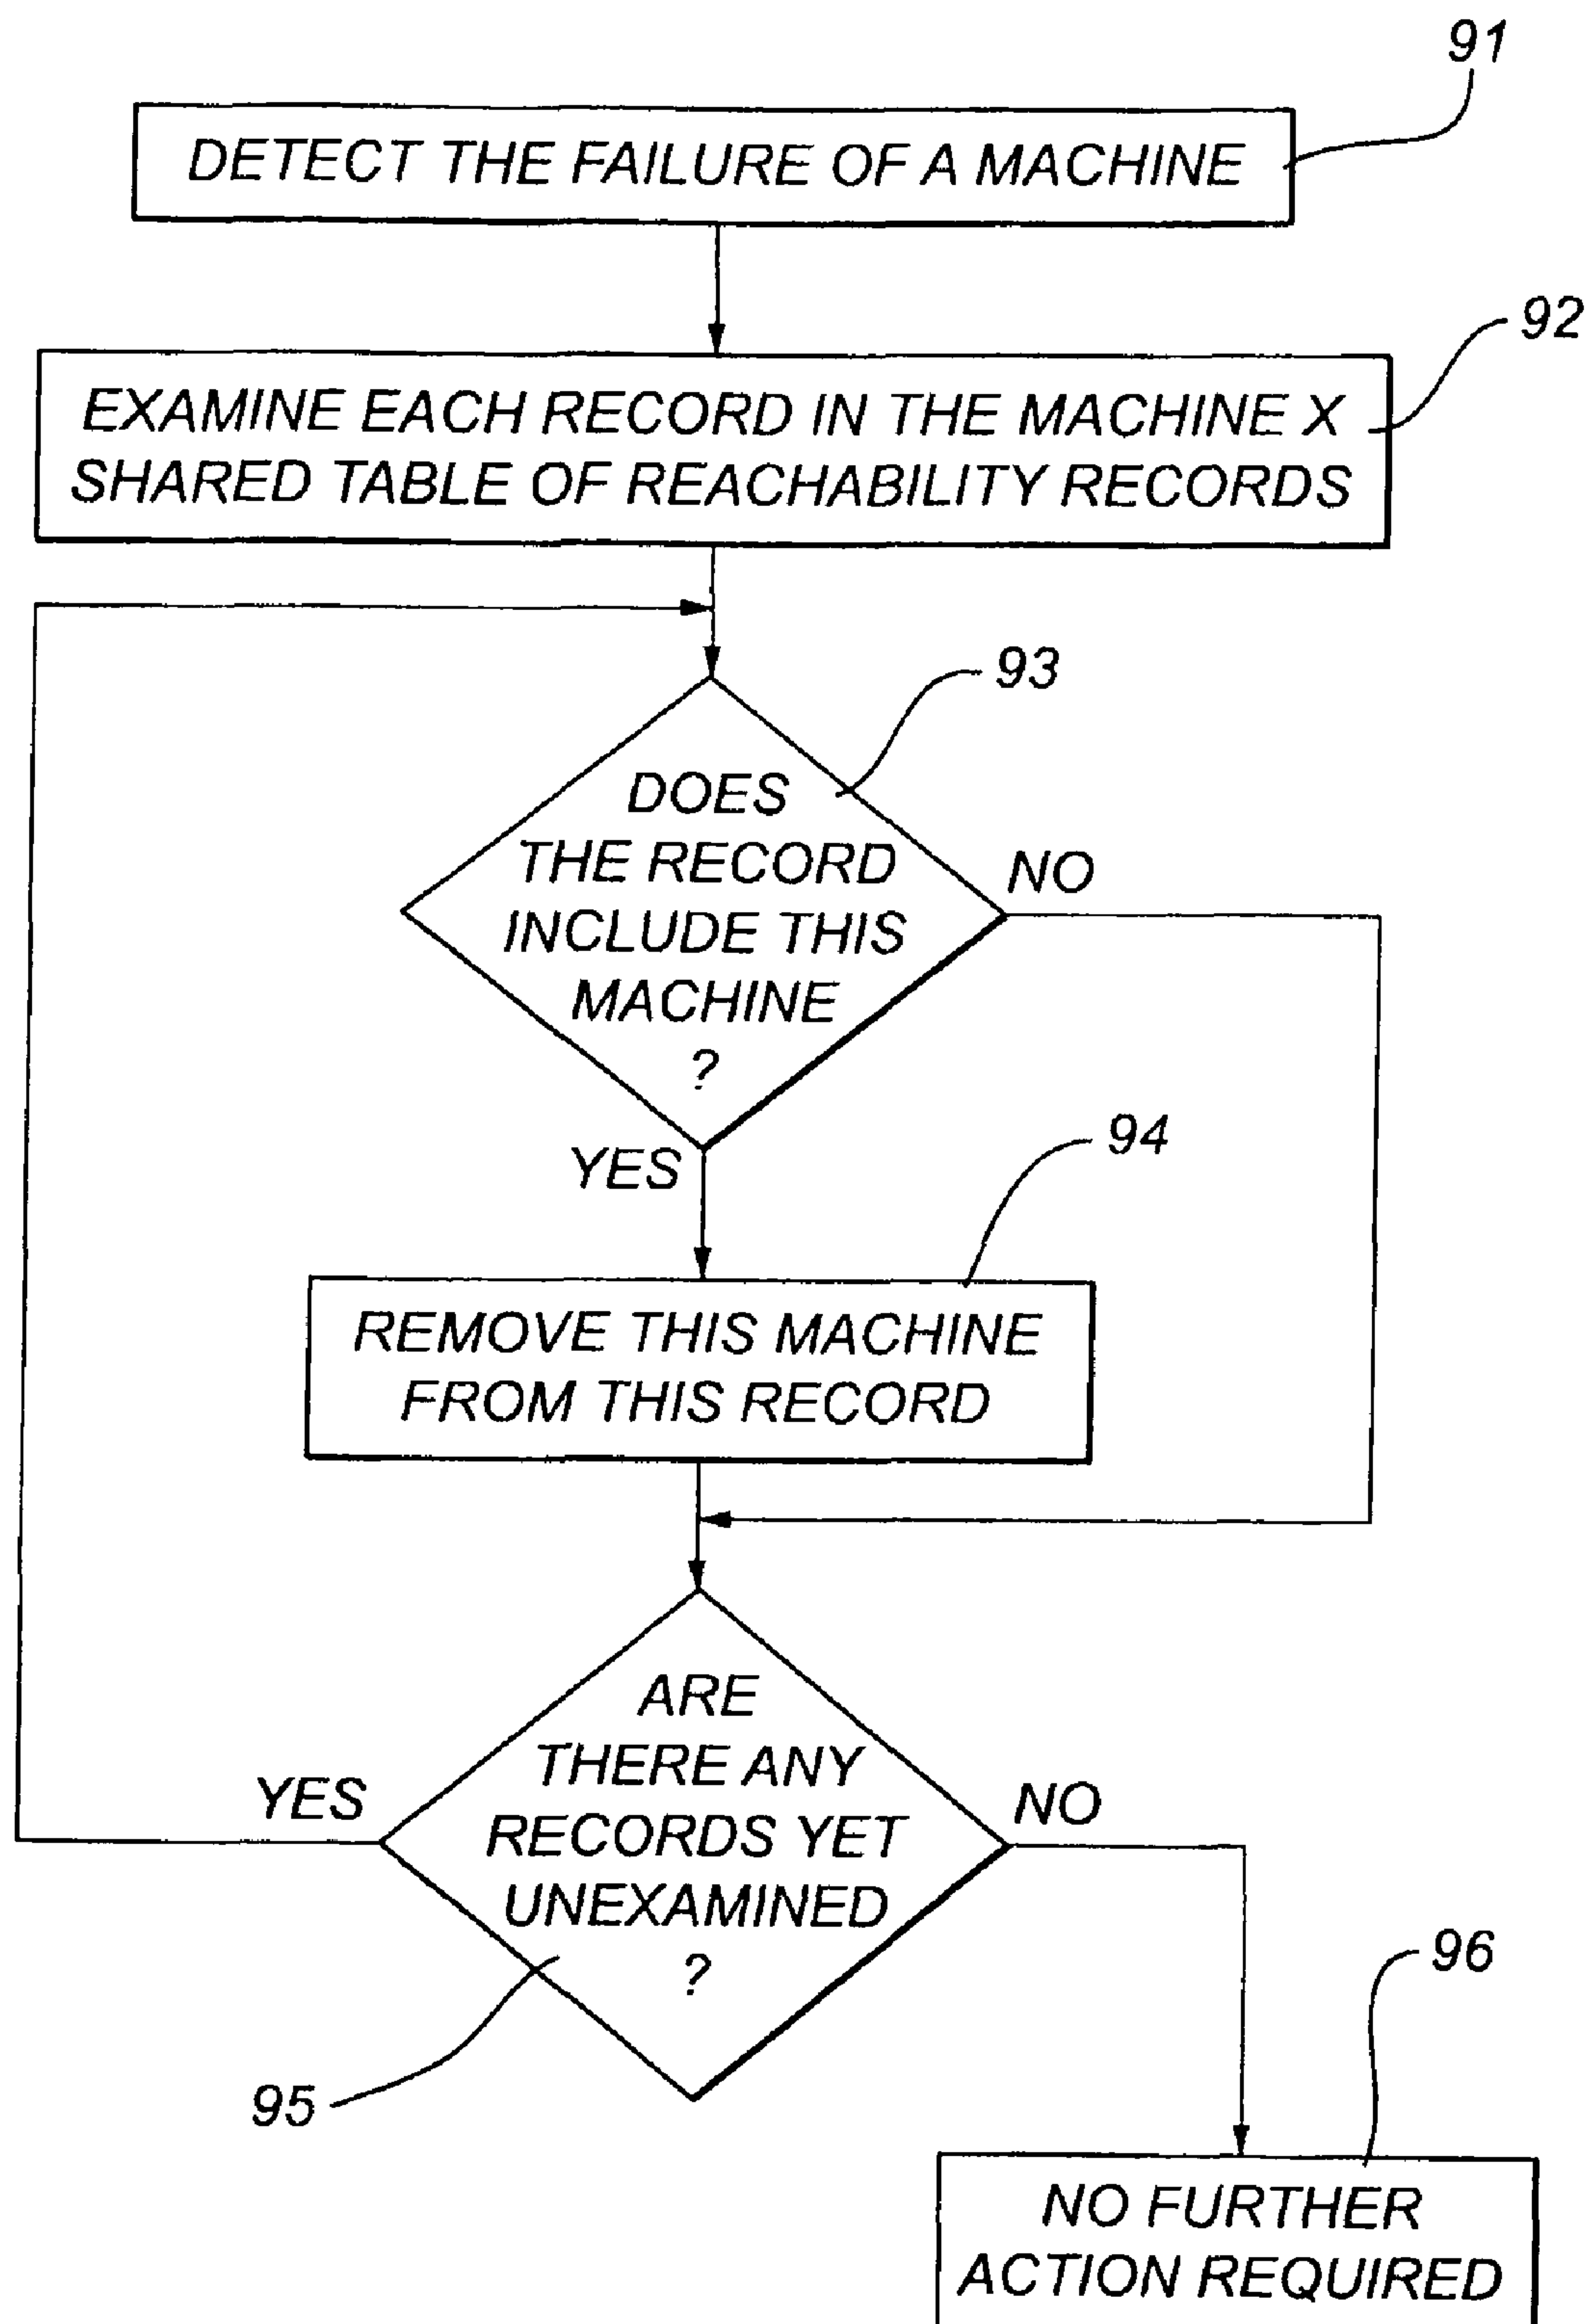 91
DETECT THE FAILURE OF A MACHINE
92
EXAMINE EACH RECORD IN THE MACHINE X
SHARED TABLE OF REACHABILITY RECORDS
93
DOES
THE RECORD
INCLUDE THIS
MACHINE
?
NO
YES
94
REMOVE THIS MACHINE
FROM THIS RECORD
ARE
THERE ANY
RECORDS YET
UNEXAMINED
?
YES
NO
95
96
NO FURTHER
ACTION REQUIRED